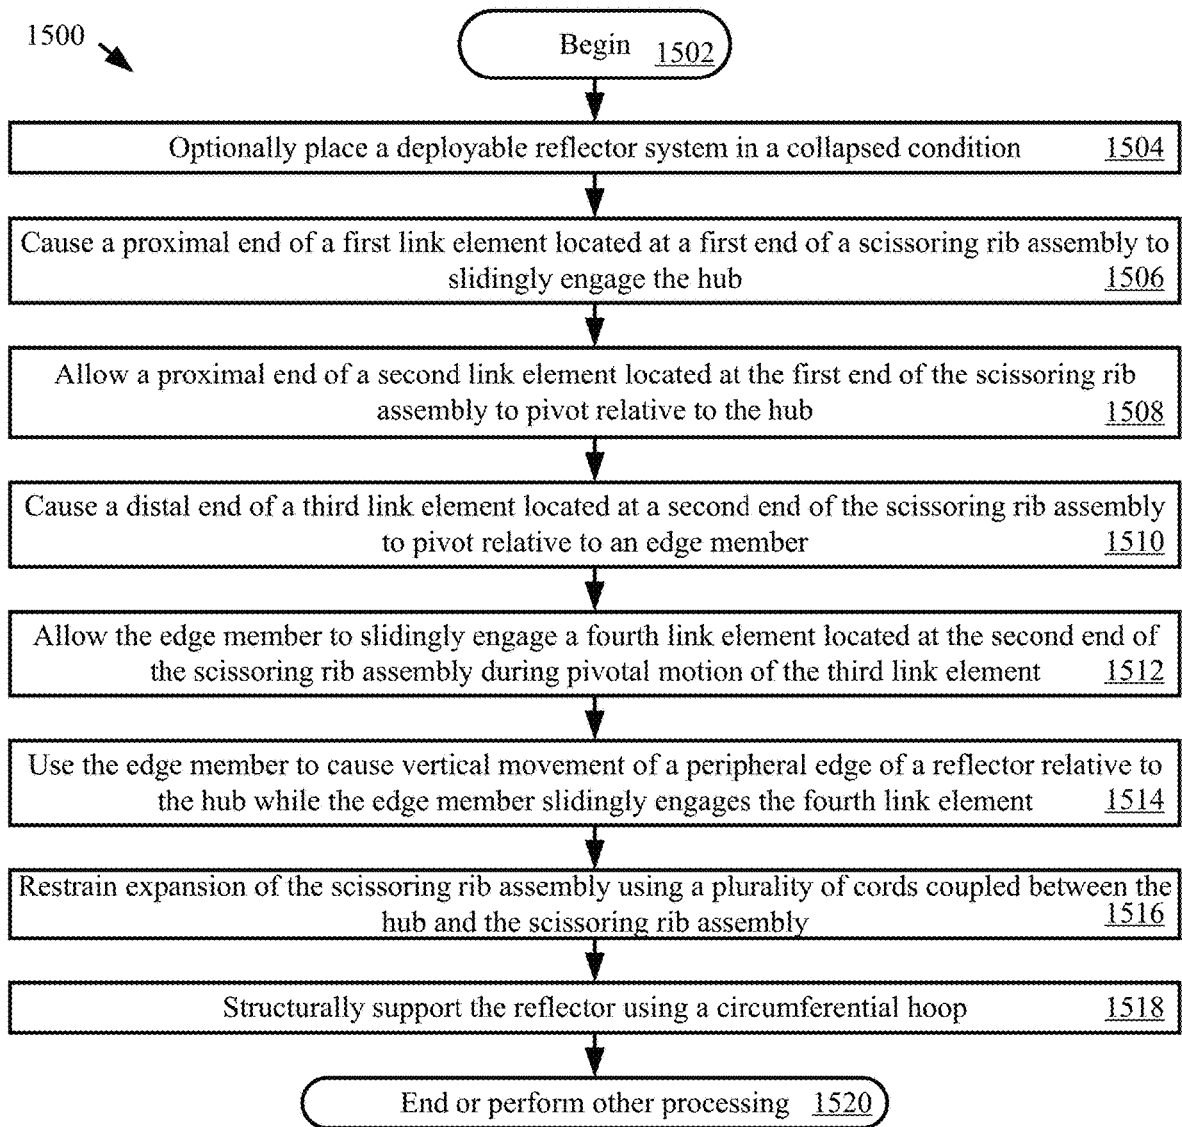 1500
Begin 1502
Optionally place a deployable reflector system in a collapsed condition 1504
Cause a proximal end of a first link element located at a first end of a scissoring rib assembly to
slidingly engage the hub 1506
Allow a proximal end of a second link element located at the first end of the scissoring rib
assembly to pivot relative to the hub 1508
Cause a distal end of a third link element located at a second end of the scissoring rib assembly
to pivot relative to an edge member 1510
Allow the edge member to slidingly engage a fourth link element located at the second end of
the scissoring rib assembly during pivotal motion of the third link element 1512
Use the edge member to cause vertical movement of a peripheral edge of a reflector relative to
the hub while the edge member slidingly engages the fourth link element 1514
Restrain expansion of the scissoring rib assembly using a plurality of cords coupled between the
hub and the scissoring rib assembly 1516
Structurally support the reflector using a circumferential hoop 1518
End or perform other processing 1520